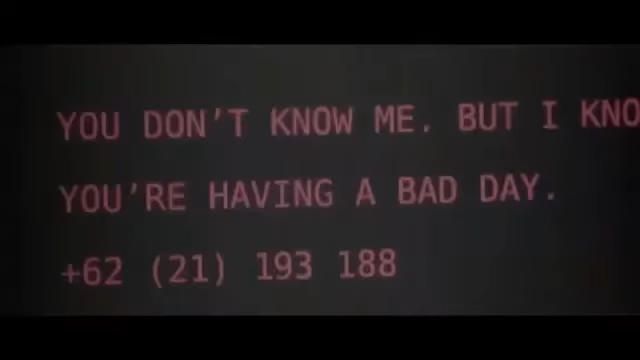 YOU DON'T KNOW ME. BUT I KNO
YOU'RE HAVING A BAD DAY.
+62 (21) 193 188